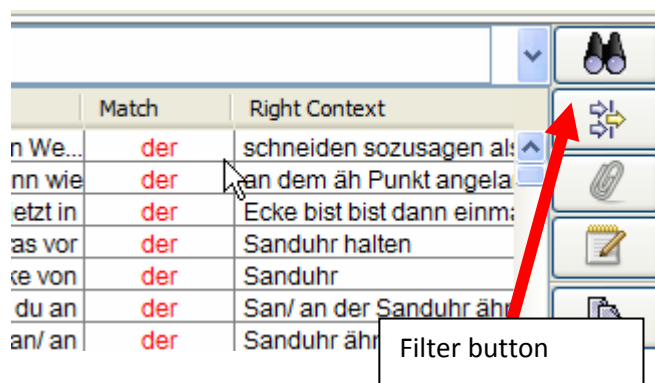 Match Right Context
n We... der schneiden sozusagen als
nn wie der an dem äh Punkt angela
etzt in der Ecke bist bist dann einma
as vor der Sanduhr halten
ke von der Sanduhr
du an der San/ an der Sanduhr ähn
an/ an der Sanduhr ähn
Filter button